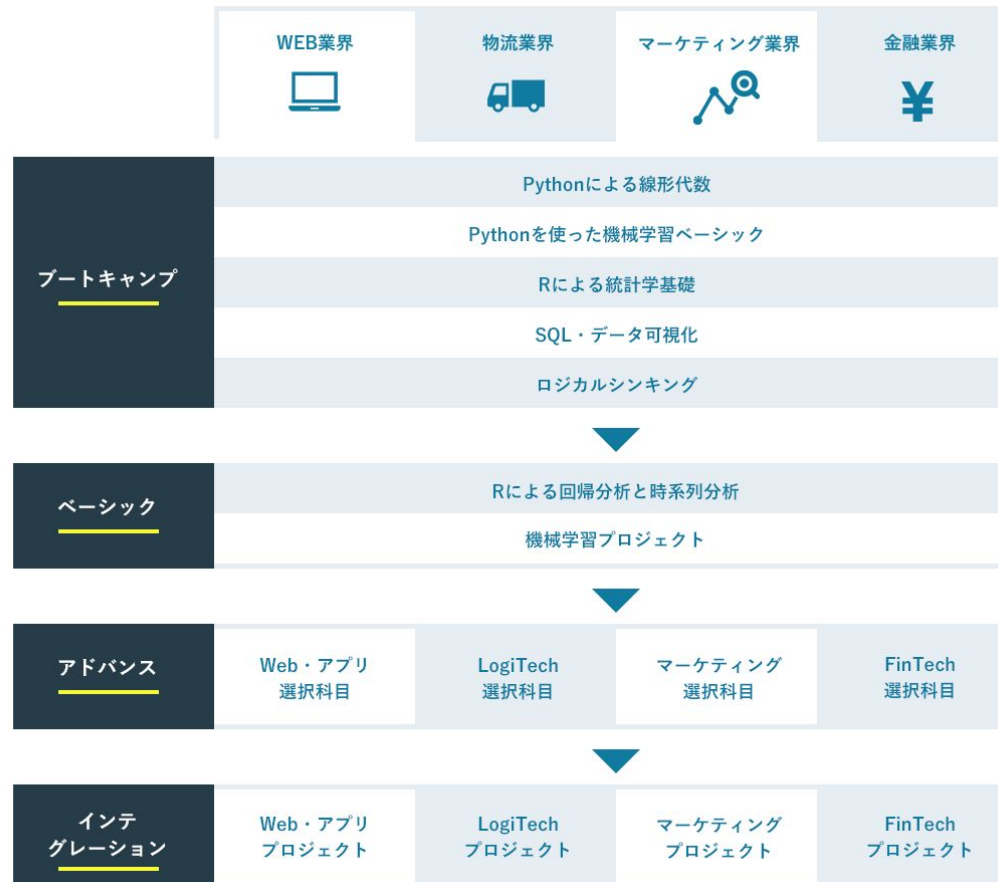 WEB業界
物流業界
マーケティング業界
金融業界
¥
ブートキャンプ
Pythonによる線形代数
Pythonを使った機械学習ベーシック
Rによる統計学基礎
SQL・データ可視化
ロジカルシンキング
ベーシック
Rによる回帰分析と時系列分析
機械学習プロジェクト
アドバンス
Web・アプリ
選択科目
LogiTech
選択科目
マーケティング
選択科目
FinTech
選択科目
インテ
グレーション
Web・アプリ
プロジェクト
LogiTech
プロジェクト
マーケティング
プロジェクト
FinTech
プロジェクト